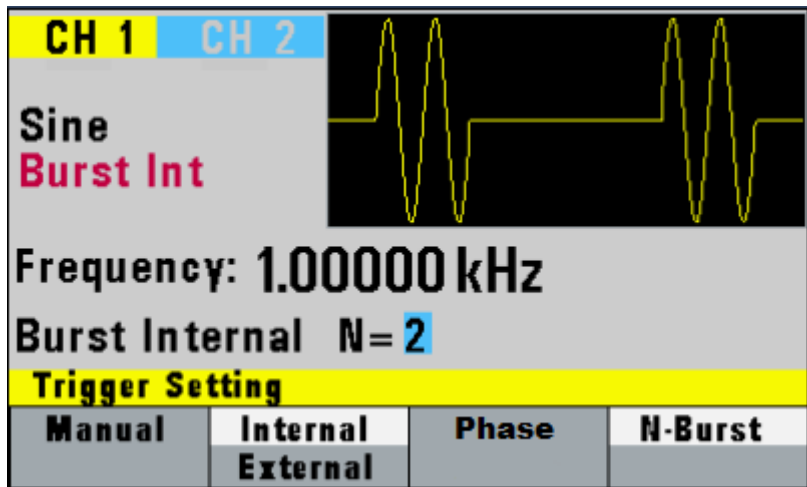 CH 1 CH 2
Sine
Burst Int
Frequency: 1.00000 kHz
Burst Internal N= 2
Trigger Setting
Manual Internal Phase N-Burst
External